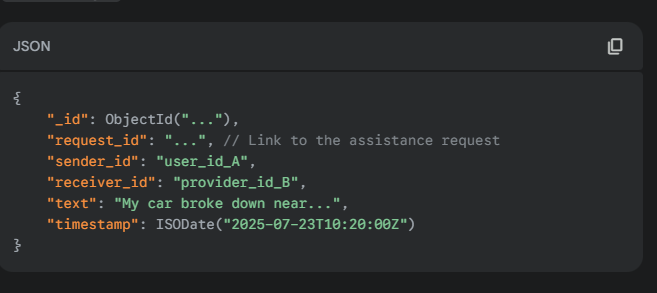 JSON
{
"_id": ObjectId("..."),
"request_id": "...", // Link to the assistance request
"sender_id": "user_id_A",
"receiver_id": "provider_id_B",
"text": "My car broke down near...",
"timestamp": ISODate("2025-07-23T10:20:00Z")
}